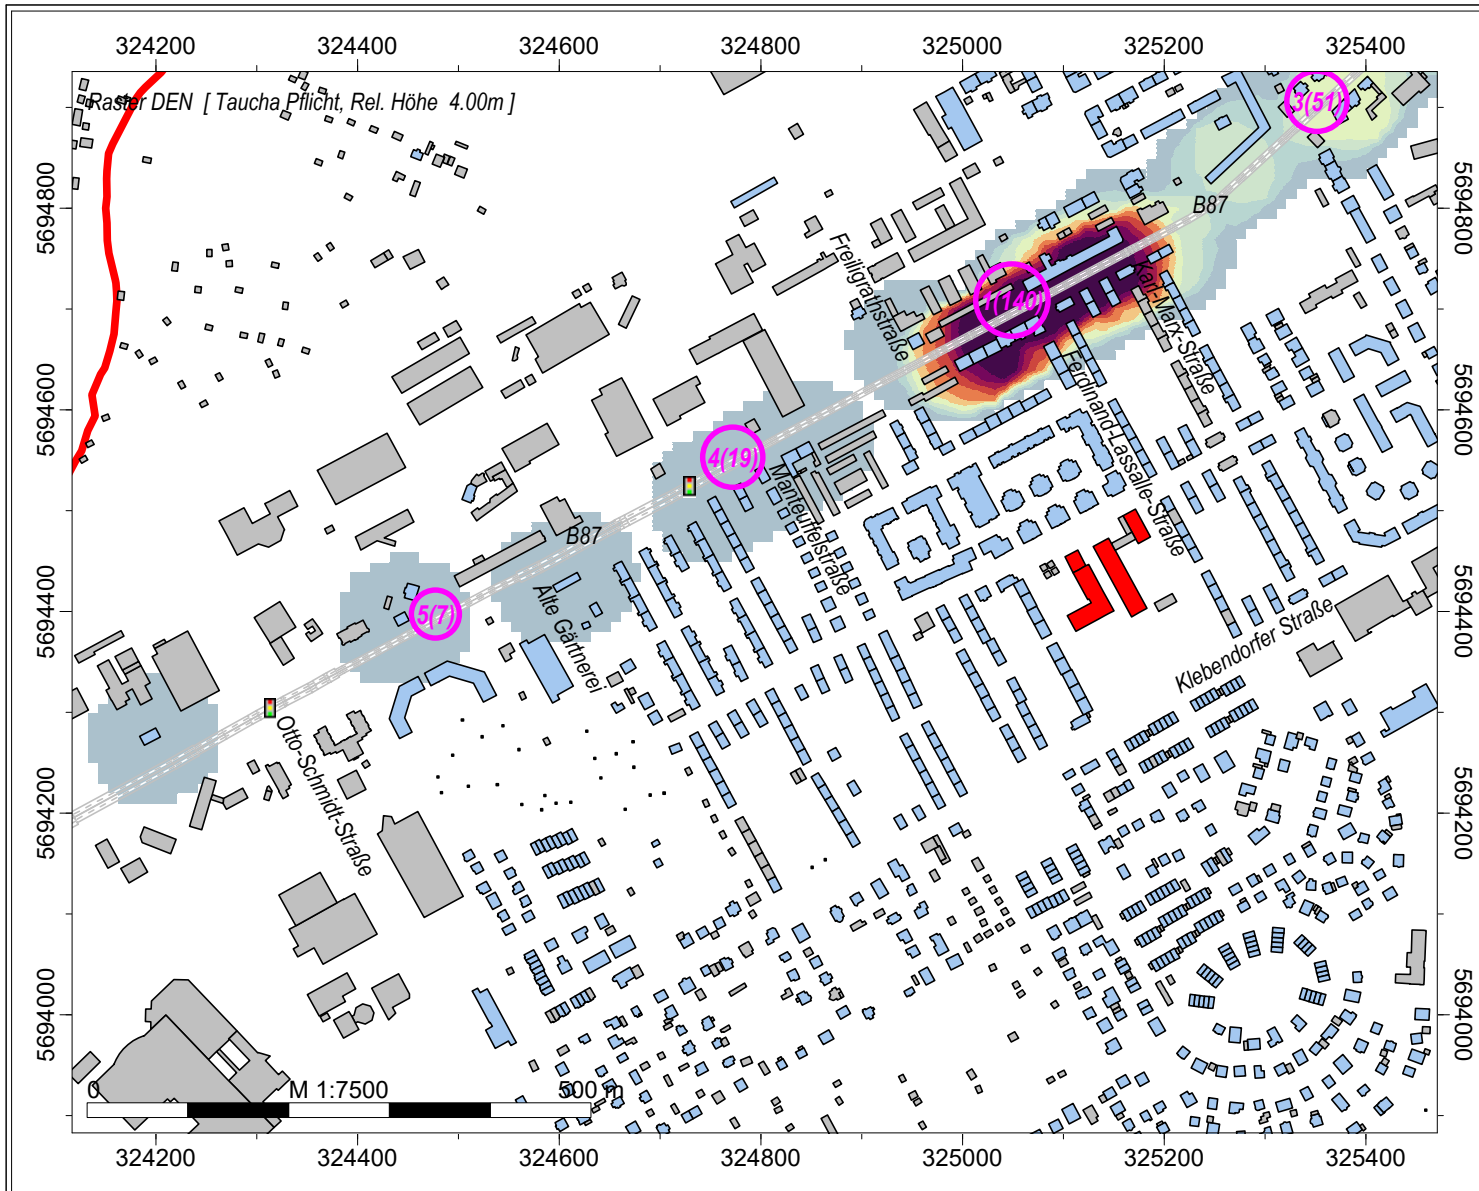 324200 324400 324600 324800 325000 325200 325400
Raster DEN [ Taucha Pflicht, Rel. Höhe 4.00m ]
3(51)
5694800
5694800
B87
Freiligrathstraße
Karl-Marx-Straße
1(140)
5694600
5694600
Ferdinand-Lassalle-Straße
4(19)
Manteuffelstraße
B87
5694400
5694400
5(7)
Alte Gärtnerei
Klebendorfer Straße
Otto-Schmidt-Straße
5694200
5694200
5694000
5694000
0 M 1:7500 500 m
324200 324400 324600 324800 325000 325200 325400